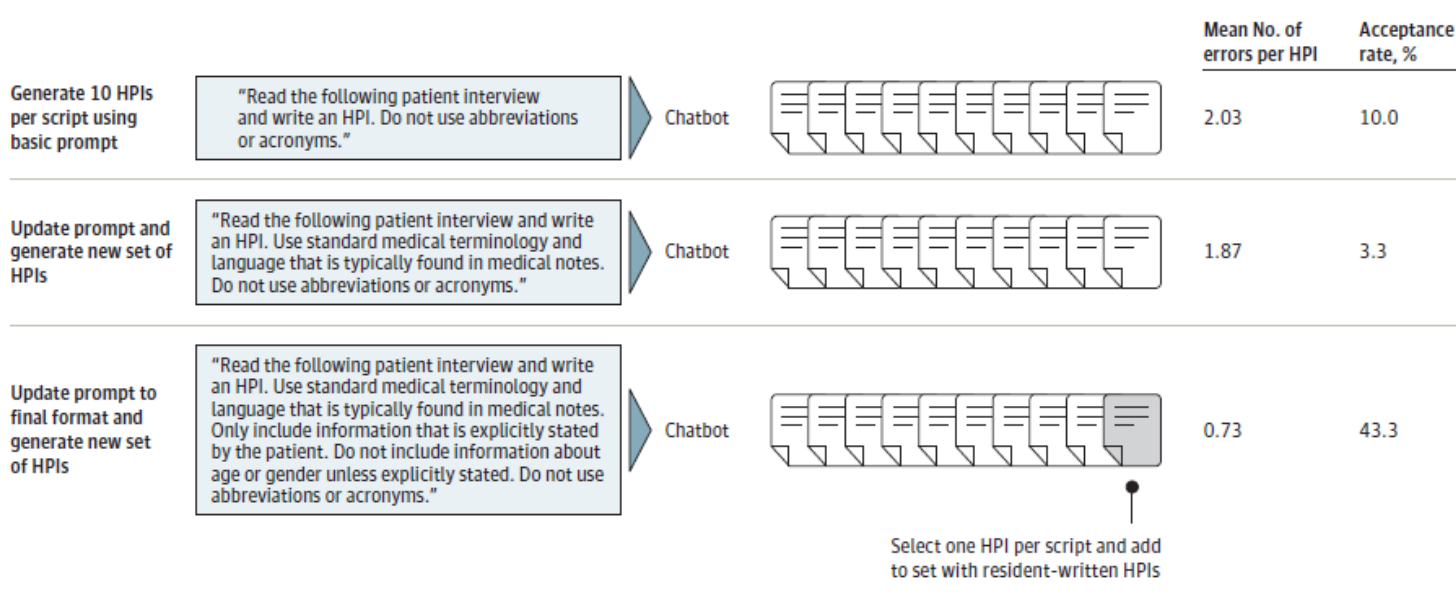 Mean No. of
errors per HPI
Acceptance
rate, %
Generate 10 HPIs
per script using
basic prompt
"Read the following patient interview
and write an HPI. Do not use abbreviations
or acronyms."
Chatbot
2.03
10.0
Update prompt and
generate new set of
HPIs
"Read the following patient interview and write
an HPI. Use standard medical terminology and
language that is typically found in medical notes.
Do not use abbreviations or acronyms."
Chatbot
1.87
3.3
Update prompt to
final format and
generate new set
of HPIs
"Read the following patient interview and write
an HPI. Use standard medical terminology and
language that is typically found in medical notes.
Only include information that is explicitly stated
by the patient. Do not include information about
age or gender unless explicitly stated. Do not use
abbreviations or acronyms."
Chatbot
0.73
43.3
Select one HPI per script and add
to set with resident-written HPIs